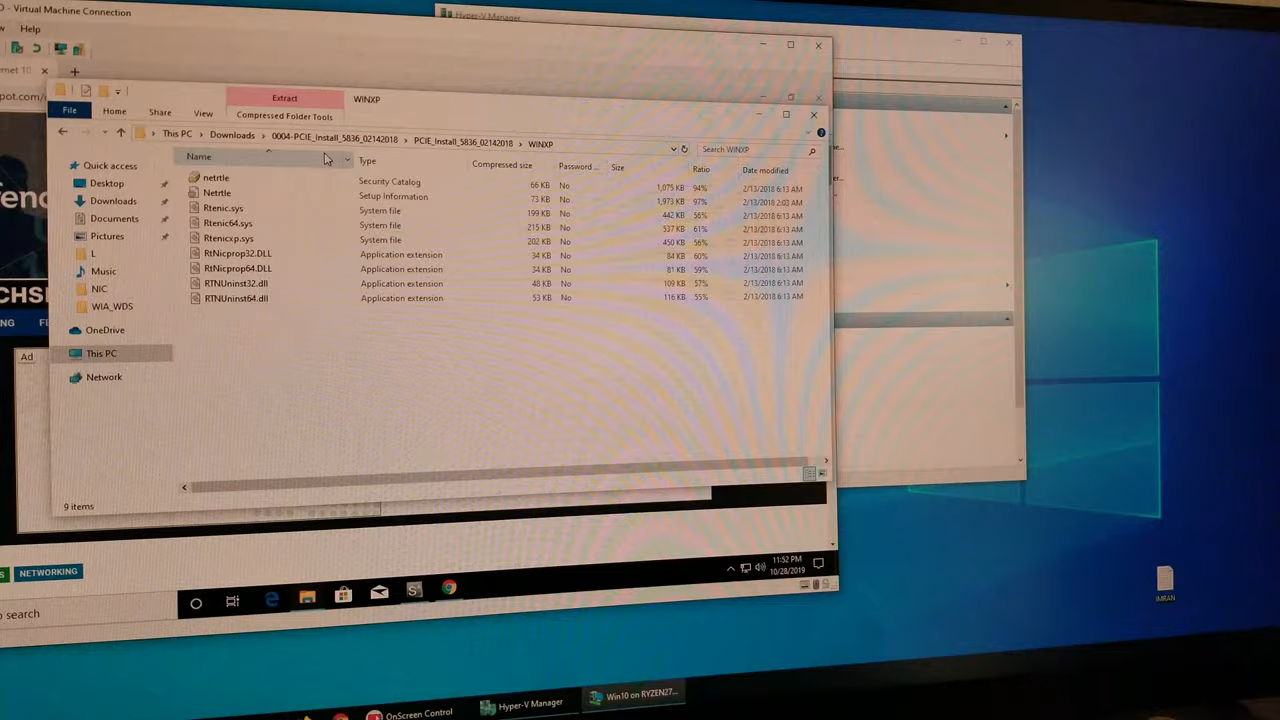 - Virtual Machine Connection
Hyper-V Manager
Help
Extract WINXP
File Home Share View Compressed Folder Tools
This PC > Downloads > 0004-PCIE_Install_5836_02142018 > PCIE_Install_5836_02142018 > WINXP
Search WINXP
Name Type Compressed size Password ... Size Ratio Date modified
netrtle Security Catalog 66 KB No 1,075 KB 94% 2/13/2018 6:13 AM
Netrtle Setup Information 73 KB No 1,973 KB 97% 2/13/2018 2:03 AM
Rtenic.sys System file 199 KB No 442 KB 56% 2/13/2018 6:13 AM
Rtenic64.sys System file 215 KB No 537 KB 61% 2/13/2018 6:13 AM
Rtenicxp.sys System file 202 KB No 450 KB 56% 2/13/2018 6:13 AM
RtNicprop32.DLL Application extension 34 KB No 84 KB 60% 2/13/2018 6:13 AM
RtNicprop64.DLL Application extension 34 KB No 81 KB 59% 2/13/2018 6:13 AM
RTNUninst32.dll Application extension 48 KB No 109 KB 57% 2/13/2018 6:13 AM
RTNUninst64.dll Application extension 53 KB No 116 KB 55% 2/13/2018 6:13 AM
Quick access
Desktop
Downloads
Documents
Pictures
L
Music
NIC
WIA_WDS
OneDrive
This PC
Network
9 items
Ad
NETWORKING
search
11:52 PM
10/28/2019
IMRAN
OnScreen Control
Hyper-V Manager
Win10 on RYZEN27...